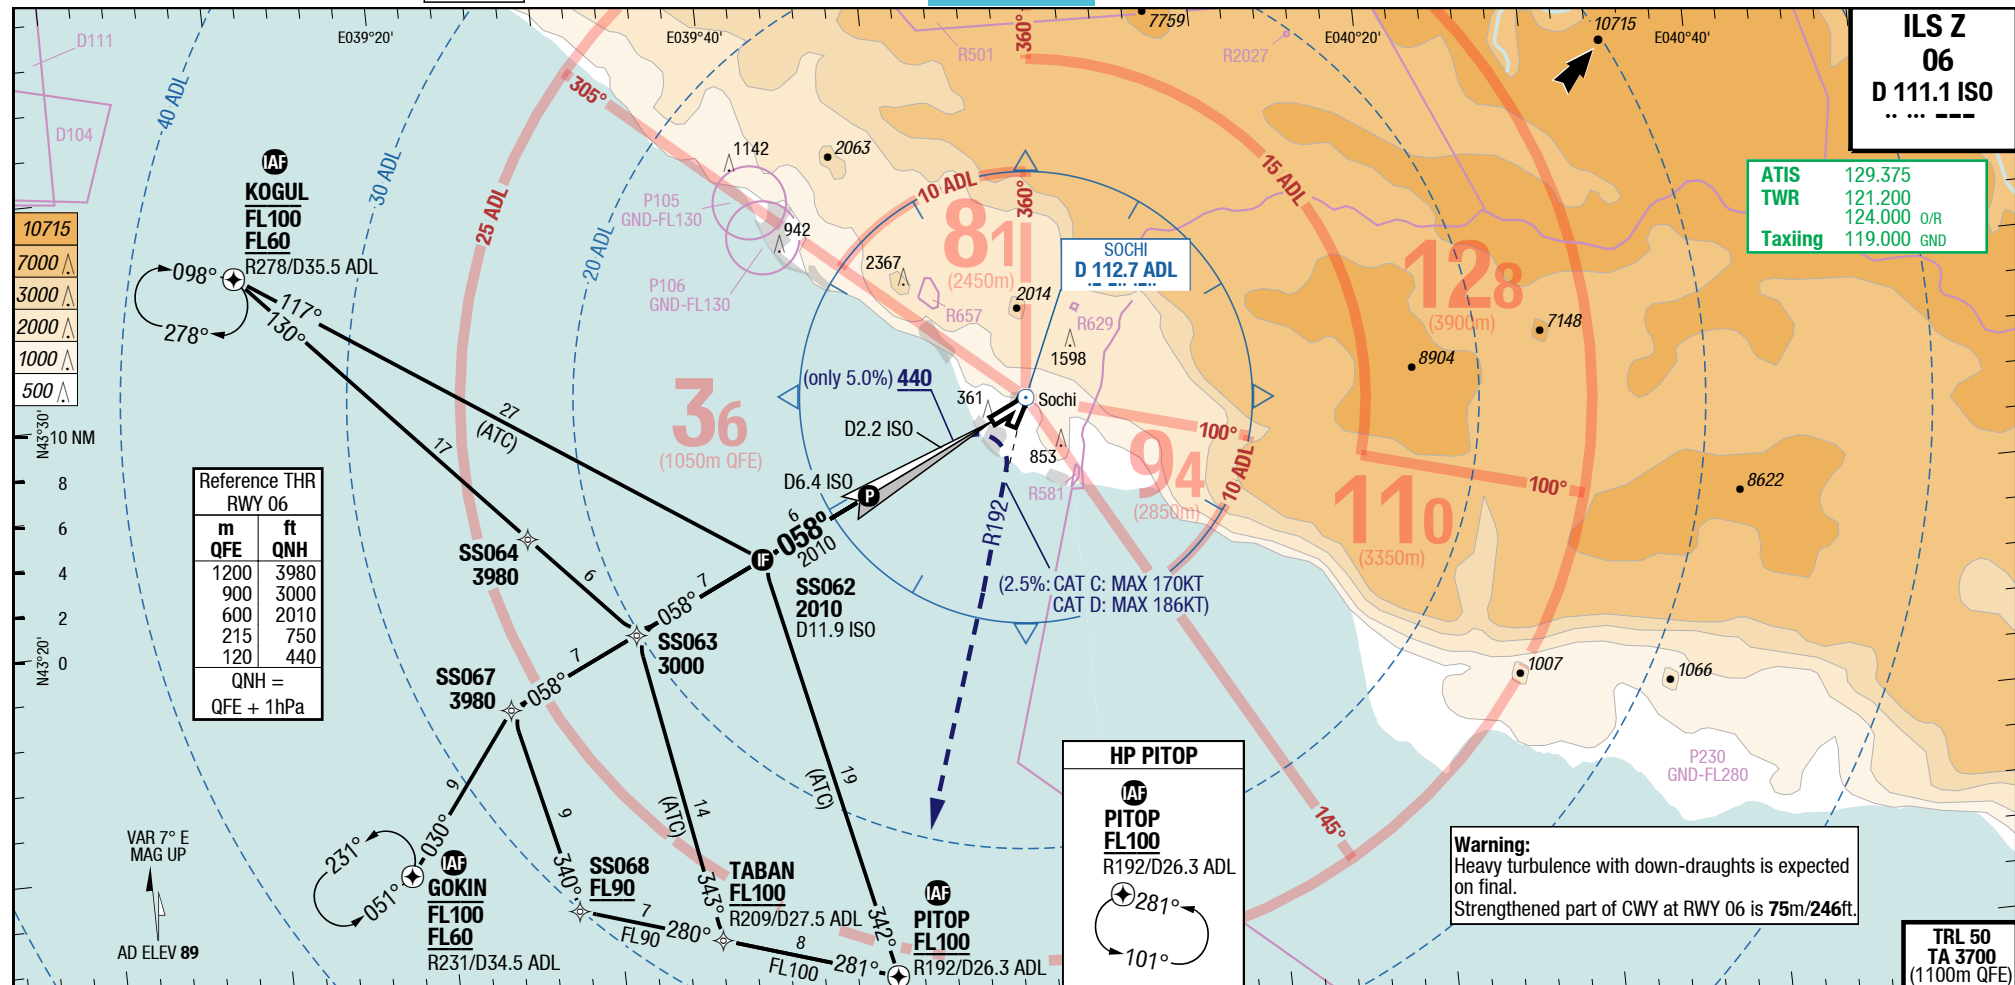 ILS Z
06
D 111.1 ISO
ATIS 129.375
TWR 121.200
124.000 O/R
Taxiing 119.000 GND
D111
D104
E039°20'
E039°40'
E040°20'
E040°40'
40 ADL
30 ADL
20 ADL
25 ADL
15 ADL
10 ADL
10 ADL
305°
360°
360°
100°
100°
145°
R501
R2027
7759
10715
1142
2063
942
2367
2014
1598
361
853
7148
8904
8622
1007
1066
P105
GND-FL130
P106
GND-FL130
R657
R629
R581
P230
GND-FL280
81
(2450m)
128
(3900m)
36
(1050m QFE)
94
(2850m)
110
(3350m)
SOCHI
D 112.7 ADL
Sochi
10715
7000
3000
2000
1000
500
N43°30'
N43°20'
10 NM
8
6
4
2
0
IAF
KOGUL
FL100
FL60
R278/D35.5 ADL
098°
278°
117°
130°
27
(ATC)
17
SS064
3980
6
(only 5.0%) 440
D2.2 ISO
D6.4 ISO
P
6
058°
2010
IF
SS062
2010
D11.9 ISO
7
058°
SS063
3000
7
058°
SS067
3980
R192
(2.5%: CAT C: MAX 170KT
CAT D: MAX 186KT)
Reference THR
RWY 06
m ft
QFE QNH
1200 3980
900 3000
600 2010
215 750
120 440
QNH =
QFE + 1hPa
9
030°
231°
051°
IAF
GOKIN
FL100
FL60
R231/D34.5 ADL
9
340°
SS068
FL90
7
FL90
280°
14
(ATC)
343°
TABAN
FL100
R209/D27.5 ADL
8
FL100
281°
19
(ATC)
342°
IAF
PITOP
FL100
R192/D26.3 ADL
HP PITOP
IAF
PITOP
FL100
R192/D26.3 ADL
281°
101°
VAR 7° E
MAG UP
AD ELEV 89
Warning:
Heavy turbulence with down-draughts is expected
on final.
Strengthened part of CWY at RWY 06 is 75m/246ft.
TRL 50
TA 3700
(1100m QFE)